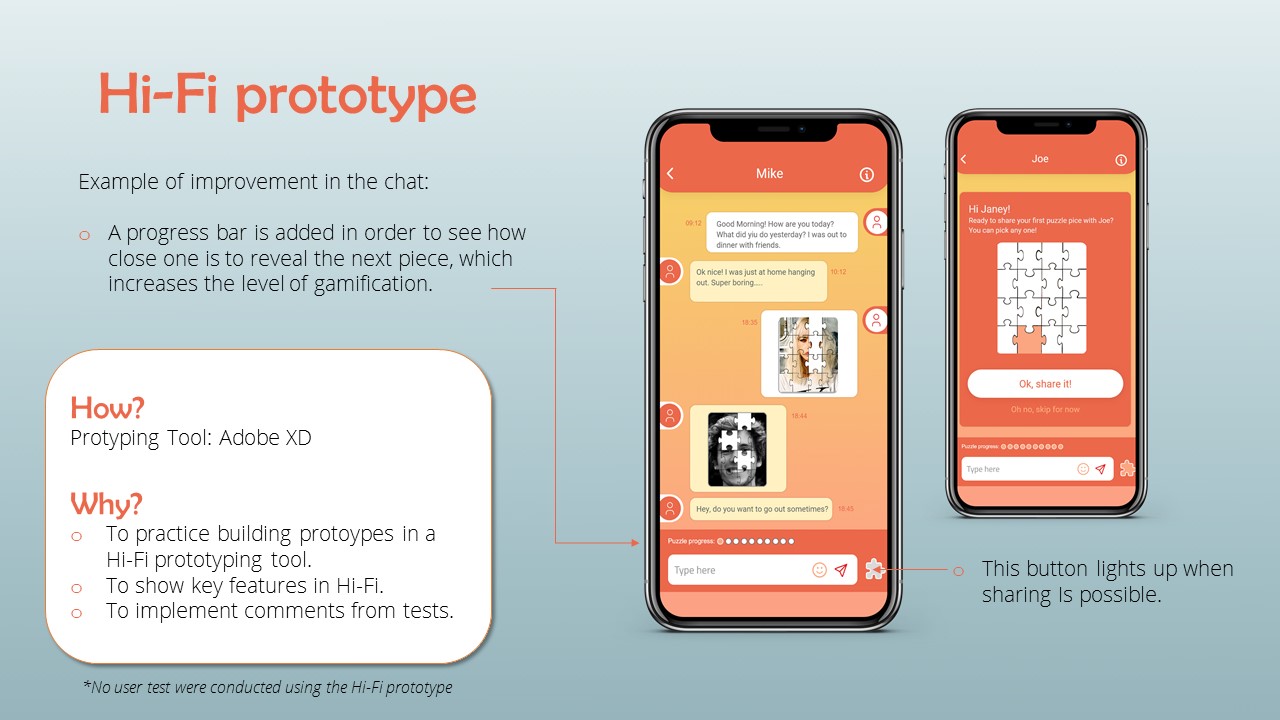 Hi-Fi prototype
Example of improvement in the chat:
o A progress bar is added in order to see how
close one is to reveal the next piece, which
increases the level of gamification.
How?
Protyping Tool: Adobe XD
Why?
o To practice building protoypes in a
Hi-Fi prototyping tool.
o To show key features in Hi-Fi.
o To implement comments from tests.
*No user test were conducted using the Hi-Fi prototype
Mike
09:12
Good Morning! How are you today?
What did yiu do yesterday? I was out to
dinner with friends.
Ok nice! I was just at home hanging
out. Super boring....
10:12
18:35
18:44
Hey, do you want to go out sometimes?
18:45
Puzzle progress:
Type here
Joe
Hi Janey!
Ready to share your first puzzle pice with Joe?
You can pick any one!
Ok, share it!
Oh no, skip for now
Puzzle progress:
Type here
o This button lights up when
sharing is possible.